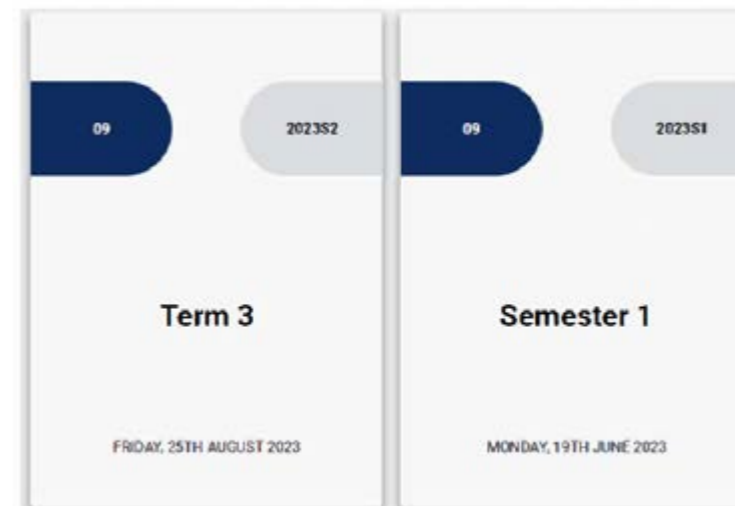 09 2023S2
Term 3
FRIDAY, 25TH AUGUST 2023
09 2023S1
Semester 1
MONDAY, 19TH JUNE 2023